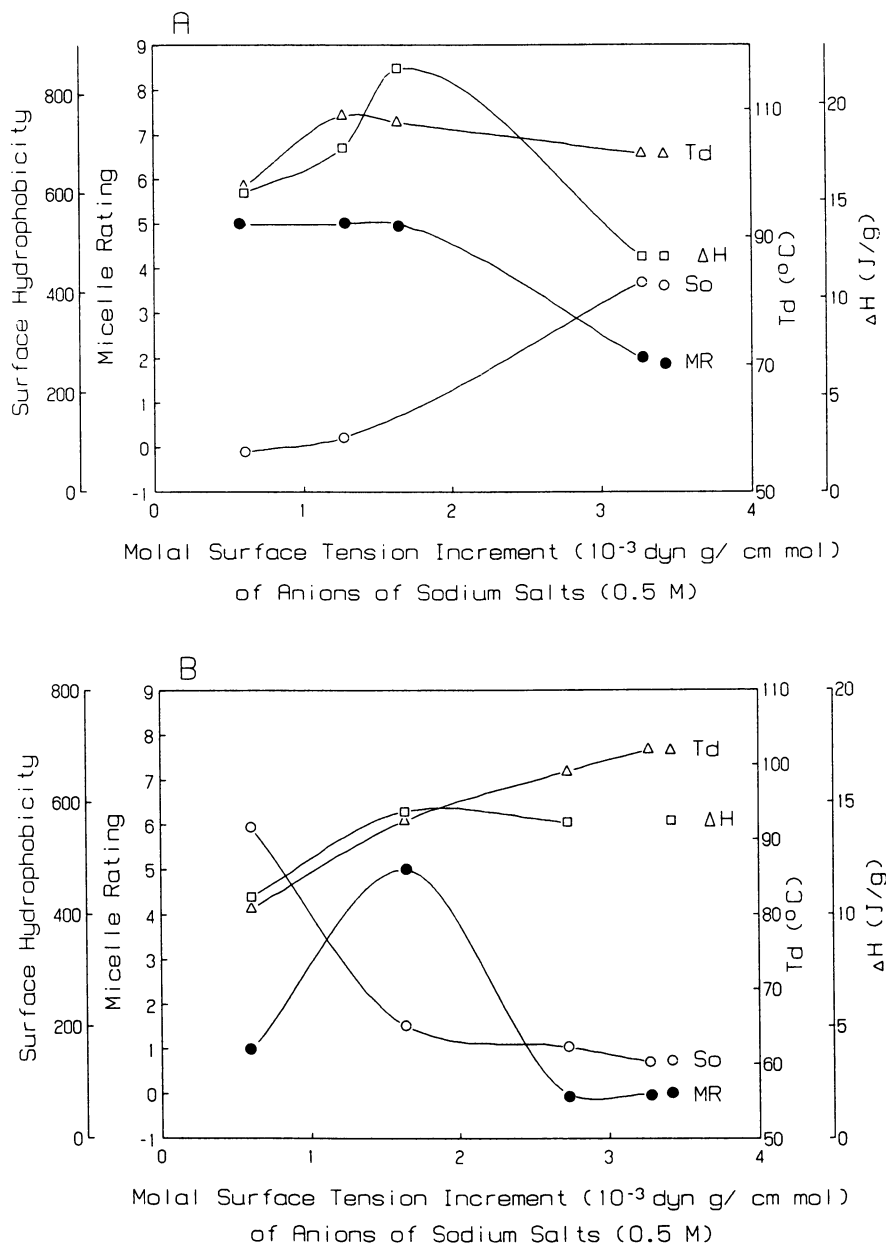 A
Surface Hydrophobicity
800
600
400
200
0
Micelle Rating
9
8
7
6
5
4
3
2
1
0
-1
Td
ΔH
So
MR
110
90
70
50
Td (°C)
20
15
10
5
0
ΔH (J/g)
0 1 2 3 4
Molal Surface Tension Increment (10⁻³ dyn g/ cm mol)
of Anions of Sodium Salts (0.5 M)
B
Surface Hydrophobicity
800
600
400
200
0
Micelle Rating
9
8
7
6
5
4
3
2
1
0
-1
Td
ΔH
So
MR
110
100
90
80
70
60
50
Td (°C)
20
15
10
5
0
ΔH (J/g)
0 1 2 3 4
Molal Surface Tension Increment (10⁻³ dyn g/ cm mol)
of Anions of Sodium Salts (0.5 M)